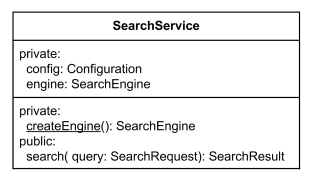 SearchService
private:
config: Configuration
engine: SearchEngine
private:
createEngine(): SearchEngine
public:
search( query: SearchRequest): SearchResult